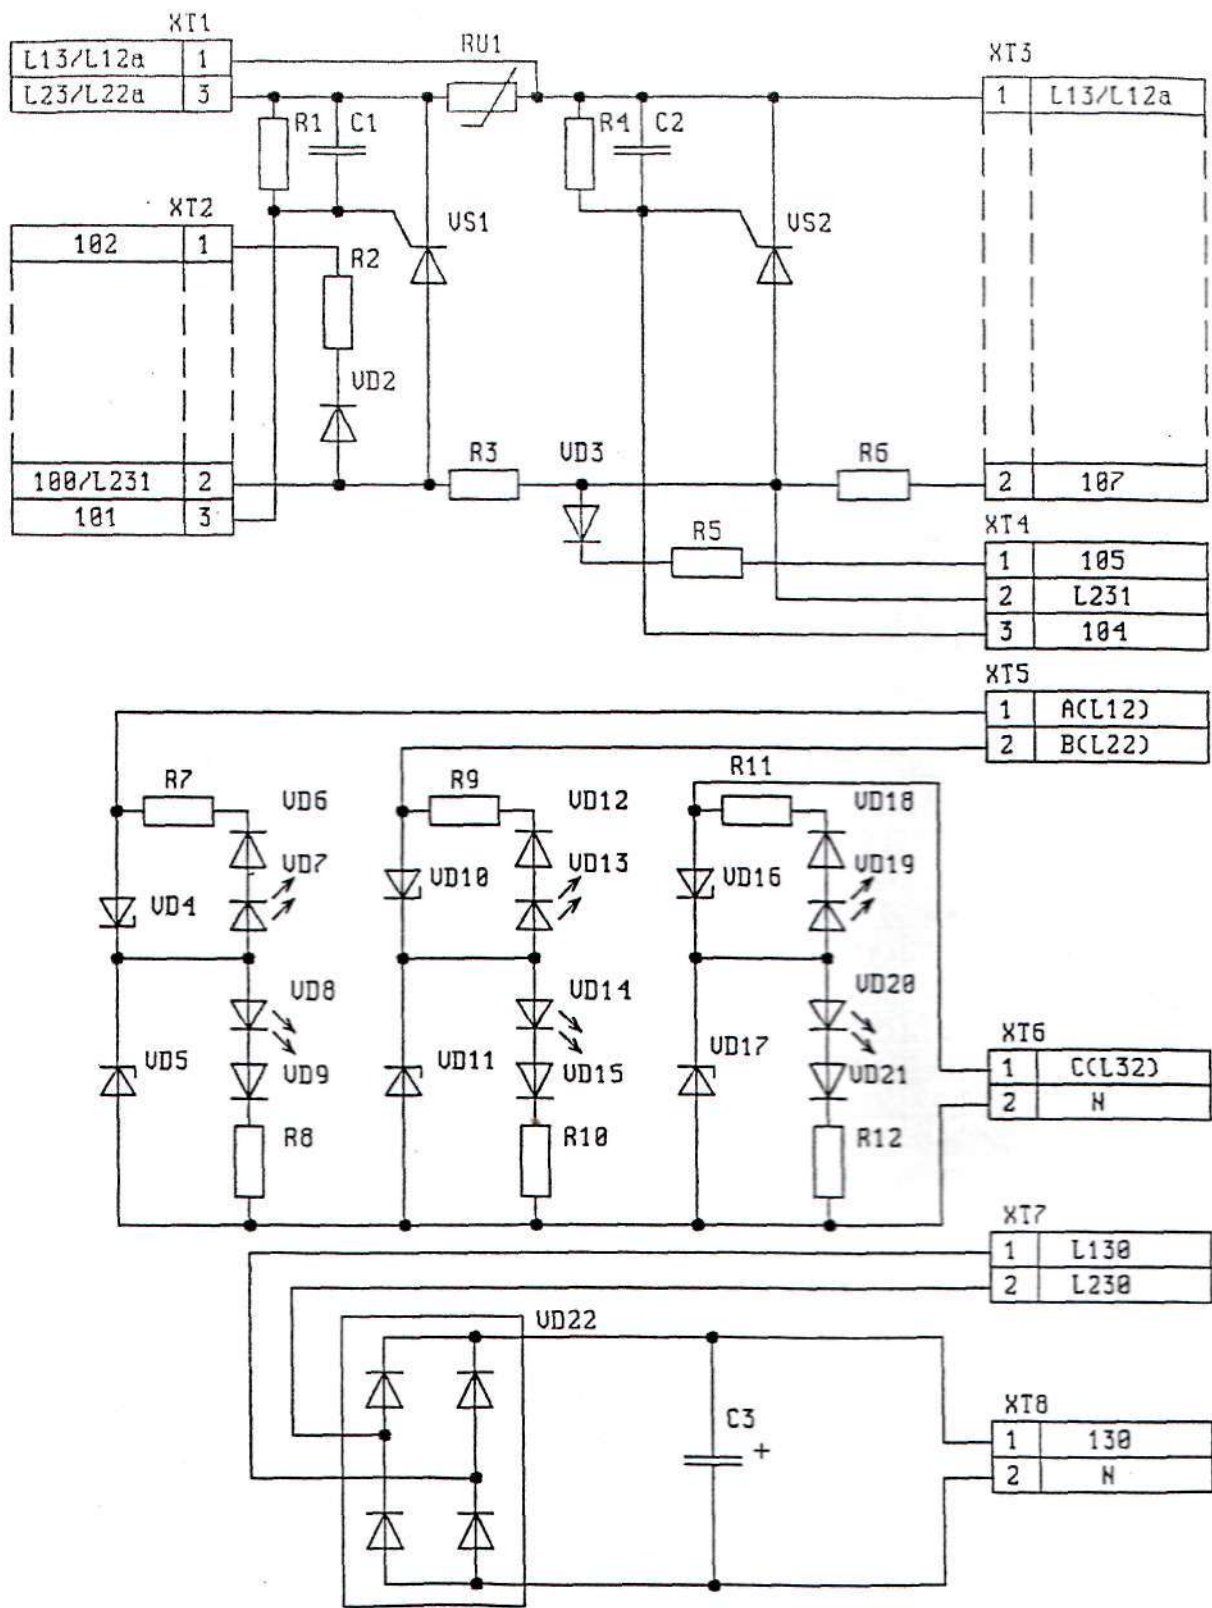 XT1
L13/L12a 1
L23/L22a 3
RU1
XT3
1 L13/L12a
R1 C1
R4 C2
XT2
102 1
VS1
VS2
R2
VD2
R3
VD3
R6
100/L231 2
101 3
2 107
XT4
R5
1 105
2 L231
3 104
XT5
1 A(L12)
2 B(L22)
R7
VD6
R9
VD12
R11
VD18
VD7
VD13
VD19
VD4
VD10
VD16
VD8
VD14
VD20
VD5
VD9
VD11
VD15
VD17
VD21
XT6
1 C(L32)
2 N
R8
R10
R12
XT7
1 L130
2 L230
VD22
C3
+
XT8
1 130
2 N